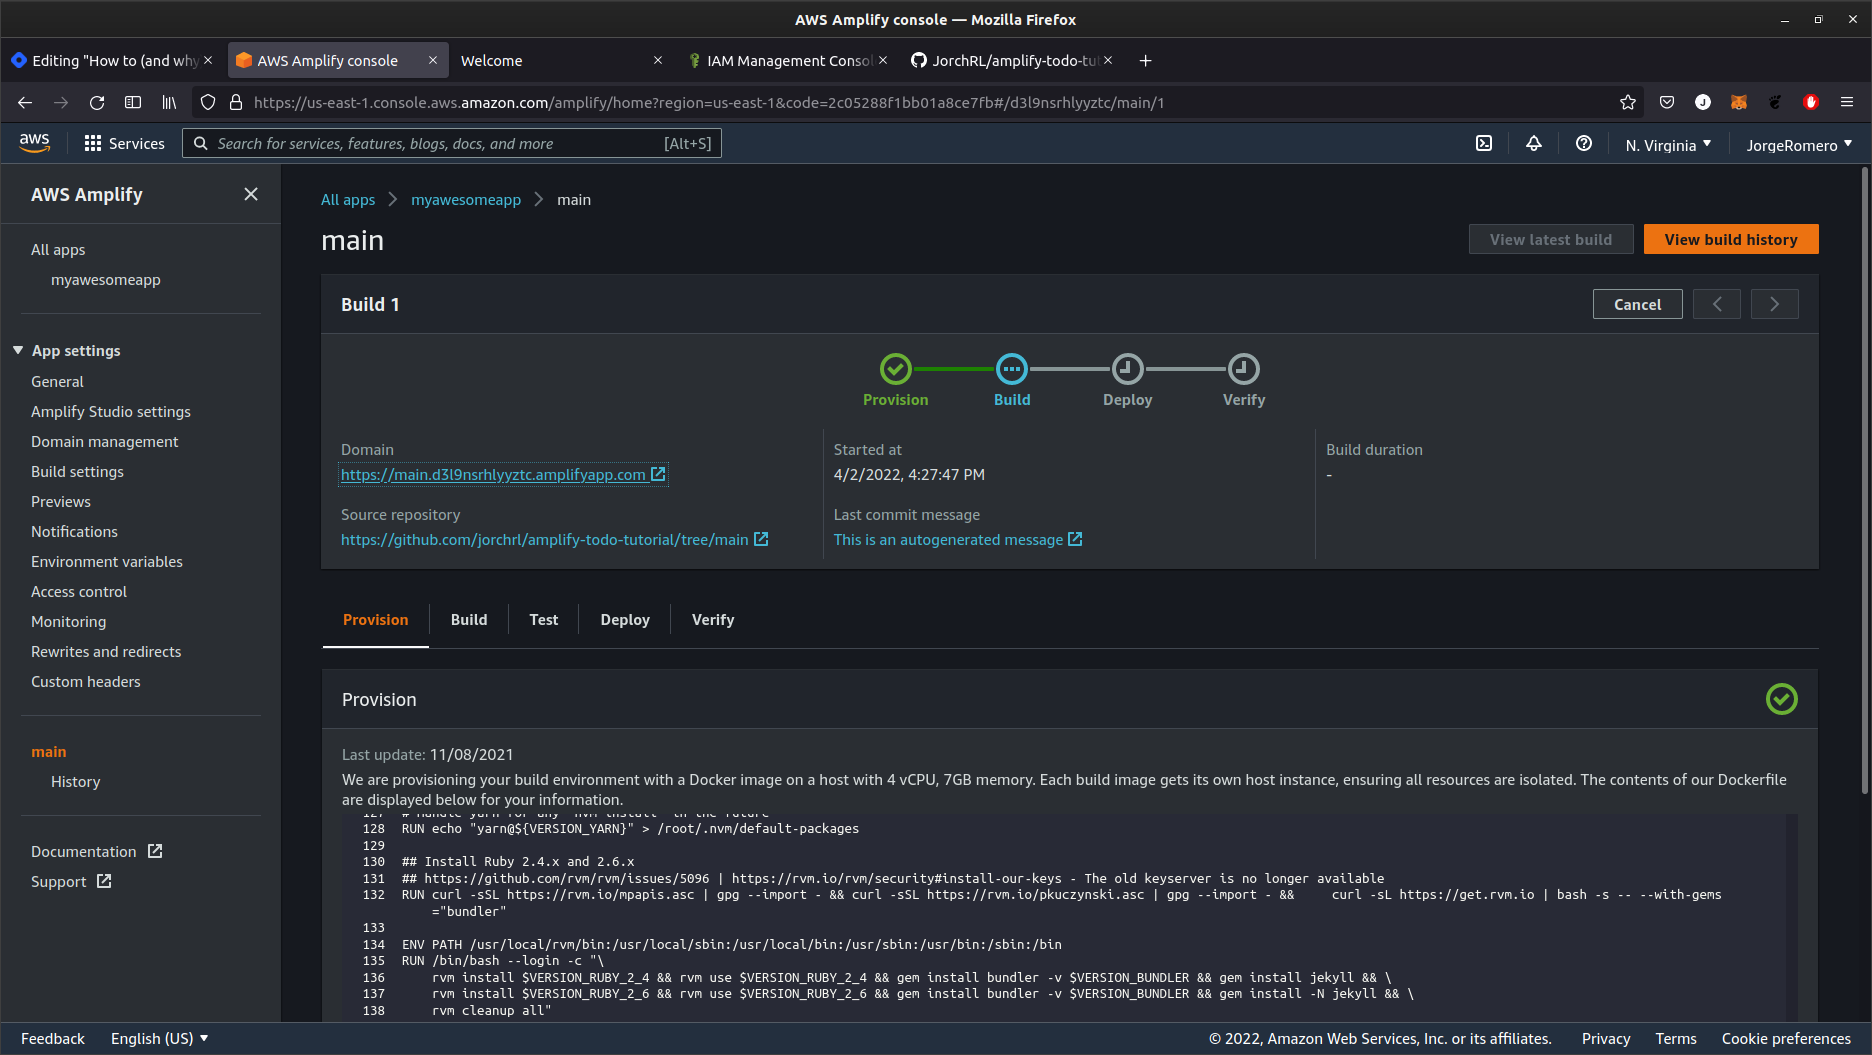 AWS Amplify console — Mozilla Firefox
Editing "How to (and why
AWS Amplify console
Welcome
IAM Management Consol
JorchRL/amplify-todo-tut
https://us-east-1.console.aws.amazon.com/amplify/home?region=us-east-1&code=2c05288f1bb01a8ce7fb#/d3l9nsrhlyyztc/main/1
J
aws
Services
Search for services, features, blogs, docs, and more
[Alt+S]
N. Virginia
JorgeRomero
AWS Amplify
All apps
myawesomeapp
App settings
General
Amplify Studio settings
Domain management
Build settings
Previews
Notifications
Environment variables
Access control
Monitoring
Rewrites and redirects
Custom headers
main
History
Documentation
Support
All apps
myawesomeapp
main
main
View latest build
View build history
Build 1
Cancel
Provision
Build
Deploy
Verify
Domain
https://main.d3l9nsrhlyyztc.amplifyapp.com
Started at
4/2/2022, 4:27:47 PM
Build duration
-
Source repository
https://github.com/jorchrl/amplify-todo-tutorial/tree/main
Last commit message
This is an autogenerated message
Provision
Build
Test
Deploy
Verify
Provision
Last update: 11/08/2021
We are provisioning your build environment with a Docker image on a host with 4 vCPU, 7GB memory. Each build image gets its own host instance, ensuring all resources are isolated. The contents of our Dockerfile
are displayed below for your information.
127 # Handle yarn for any `nvm install` in the future
128 RUN echo "yarn@${VERSION_YARN}" > /root/.nvm/default-packages
129
130 ## Install Ruby 2.4.x and 2.6.x
131 ## https://github.com/rvm/rvm/issues/5096 | https://rvm.io/rvm/security#install-our-keys - The old keyserver is no longer available
132 RUN curl -sSL https://rvm.io/mpapis.asc | gpg --import - && curl -sSL https://rvm.io/pkuczynski.asc | gpg --import - &&     curl -sL https://get.rvm.io | bash -s -- --with-gems
="bundler"
133
134 ENV PATH /usr/local/rvm/bin:/usr/local/sbin:/usr/local/bin:/usr/sbin:/usr/bin:/sbin:/bin
135 RUN /bin/bash --login -c "\
136 rvm install $VERSION_RUBY_2_4 && rvm use $VERSION_RUBY_2_4 && gem install bundler -v $VERSION_BUNDLER && gem install jekyll && \
137 rvm install $VERSION_RUBY_2_6 && rvm use $VERSION_RUBY_2_6 && gem install bundler -v $VERSION_BUNDLER && gem install -N jekyll && \
138 rvm cleanup all"
Feedback
English (US)
© 2022, Amazon Web Services, Inc. or its affiliates.
Privacy
Terms
Cookie preferences